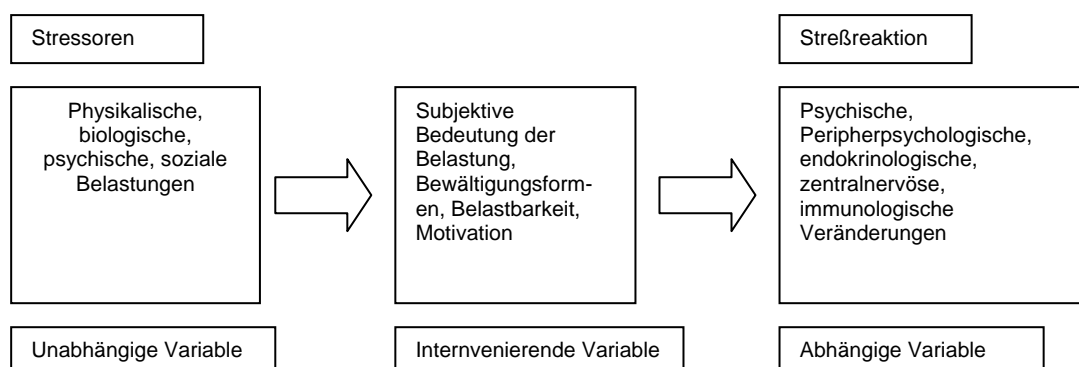 Stressoren
Streßreaktion
Physikalische,
biologische,
psychische, soziale
Belastungen
Subjektive
Bedeutung der
Belastung,
Bewältigungsform-
en, Belastbarkeit,
Motivation
Psychische,
Peripherpsychologische,
endokrinologische,
zentralnervöse,
immunologische
Veränderungen
Unabhängige Variable
Internvenierende Variable
Abhängige Variable